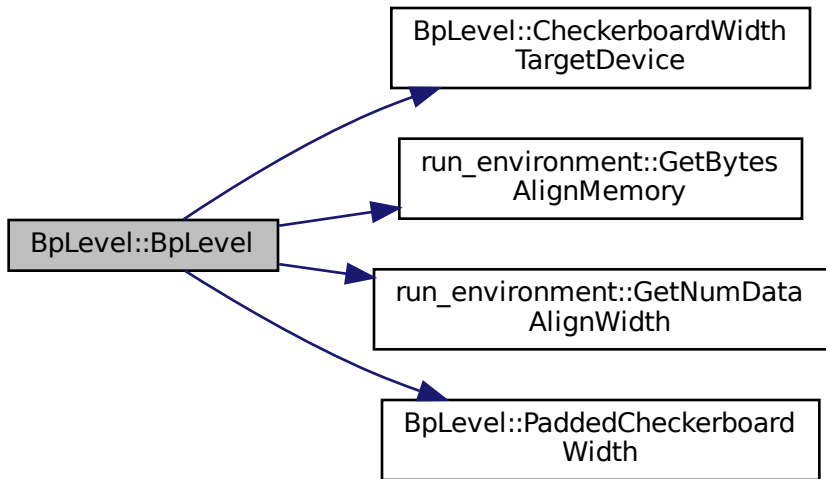 BpLevel::CheckerboardWidth
TargetDevice
run_environment::GetBytes
AlignMemory
BpLevel::BpLevel
run_environment::GetNumData
AlignWidth
BpLevel::PaddedCheckerboard
Width